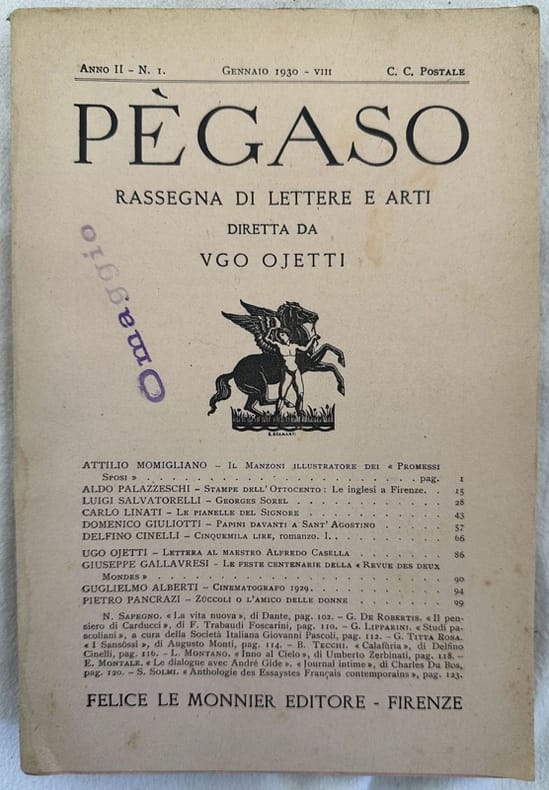 ANNO II – N. 1. GENNAIO 1930 – VIII C. C. POSTALE
PÈGASO
RASSEGNA DI LETTERE E ARTI
DIRETTA DA
VGO OJETTI
Omaggio
ATTILIO MOMIGLIANO – IL MANZONI ILLUSTRATORE DEI « PROMESSI
SPOSI » . . . . . . . . . . . . . . . . . . . . . . . pag. 1
ALDO PALAZZESCHI – STAMPE DELL'OTTOCENTO : Le inglesi a Firenze. . 15
LUIGI SALVATORELLI – GEORGES SOREL . . . . . . . . . . . 28
CARLO LINATI – LE PIANELLE DEL SIGNORE . . . . . . . . . . 43
DOMENICO GIULIOTTI – PAPINI DAVANTI A SANT'AGOSTINO . . . . . 57
DELFINO CINELLI – CINQUEMILA LIRE, romanzo. I. . . . . . . . . . 66
UGO OJETTI – LETTERA AL MAESTRO ALFREDO CASELLA . . . . . . 86
GIUSEPPE GALLAVRESI – LE FESTE CENTENARIE DELLA « REVUE DES DEUX
MONDES » . . . . . . . . . . . . . . . . . . . . . . . 90
GUGLIELMO ALBERTI – CINEMATOGRAFO 1929. . . . . . . . . . 94
PIETRO PANCRAZI – ZÚCCOLI O L'AMICO DELLE DONNE . . . . . . 99
N. SAPEGNO. « La vita nuova », di Dante, pag. 102. – G. DE ROBERTIS. « Il pen-
siero di Carducci », di F. Trabaudi Foscarini, pag. 110. – G. LIPPARINI. « Studi pa-
scoliani », a cura della Società Italiana Giovanni Pascoli, pag. 112. – G. TITTA ROSA.
« I Sansôssí », di Augusto Monti, pag. 114. – B. TECCHI. « Calafúria », di Delfino
Cinelli, pag. 116. – L. MONTANO. « Inno al Cielo », di Umberto Zerbinati, pag. 118. –
E. MONTALE. « Le dialogue avec André Gide ». « Journal intime », di Charles Du Bos,
pag. 120. – S. SOLMI. « Anthologie des Essayistes Français contemporains », pag. 123.
FELICE LE MONNIER EDITORE – FIRENZE